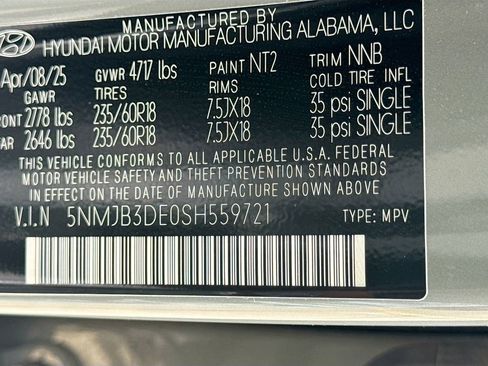 MANUFACTURED BY
HYUNDAI MOTOR MANUFACTURING ALABAMA, LLC
Apr/08/25 GVWR 4717 lbs PAINT NT2 TRIM NNB
GAWR TIRES RIMS COLD TIRE INFL
RONT 2778 lbs 235/60R18 7.5JX18 35 psi SINGLE
AR 2646 lbs 235/60R18 7.5JX18 35 psi SINGLE
THIS VEHICLE CONFORMS TO ALL APPLICABLE U.S.A. FEDERAL
MOTOR VEHICLE SAFETY AND THEFT PREVENTION STANDARDS
IN EFFECT ON THE DATE OF MANUFACTURE SHOWN ABOVE.
V.I.N 5NMJB3DE0SH559721 TYPE: MPV